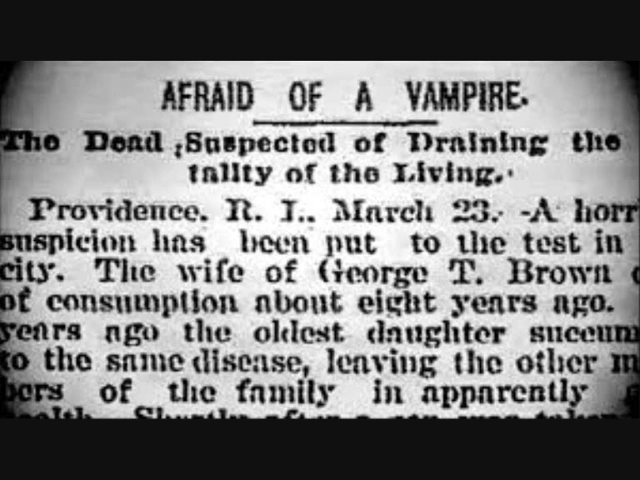 AFRAID OF A VAMPIRE.
The Dead Suspected of Draining the
tality of the Living.
Providence, R. I., March 23. -A horr
suspicion has been put to the test in
city. The wife of George T. Brown
of consumption about eight years ago.
years ago the oldest daughter succum
to the same disease, leaving the other m
bers of the family in apparently